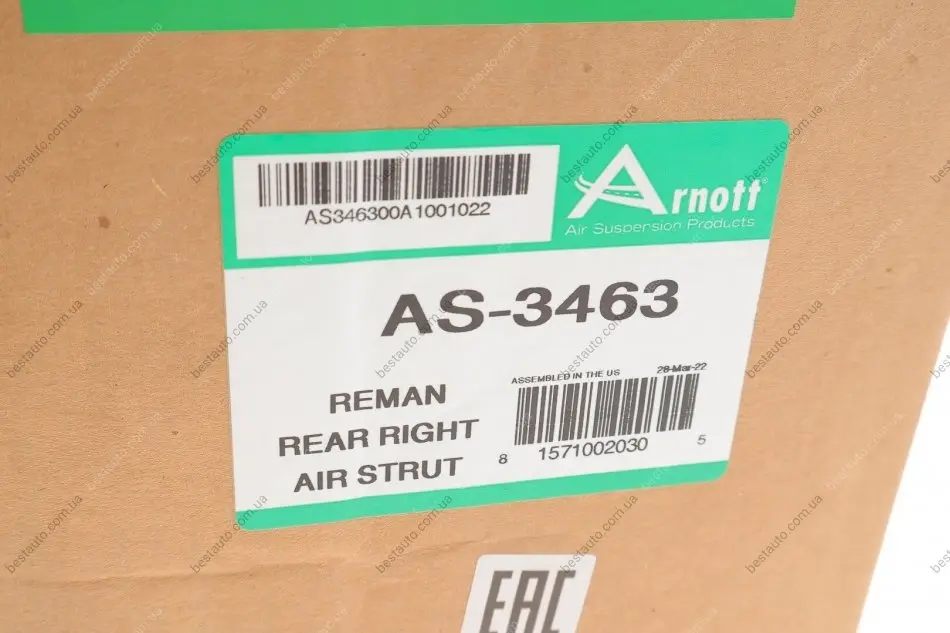 AS346300A1001022
Arnott
Air Suspension Products
AS-3463
REMAN
REAR RIGHT
AIR STRUT
ASSEMBLED IN THE US 28-Mar-22
8 1571002030 5
EAC
bestauto.com.ua